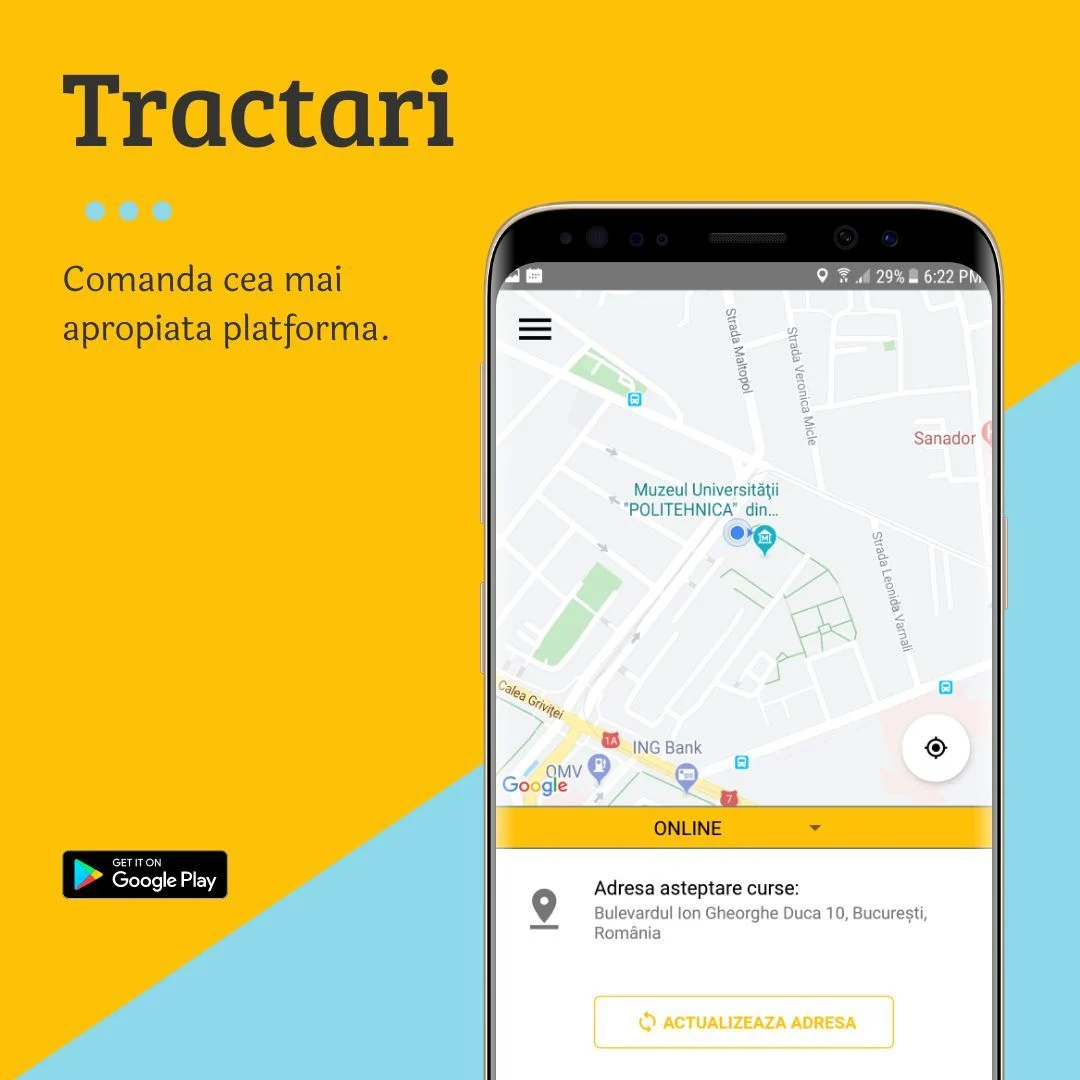 Tractari
Comanda cea mai
apropiata platforma.
GET IT ON
Google Play
29% 6:22 PM
Strada Maltopol
Strada Veronica Micle
Sanador
Muzeul Universităţii
"POLITEHNICA" din...
Strada Leonida Varnali
Calea Griviței
1A
ING Bank
OMV
Google
7
ONLINE
Adresa asteptare curse:
Bulevardul Ion Gheorghe Duca 10, București,
România
ACTUALIZEAZA ADRESA